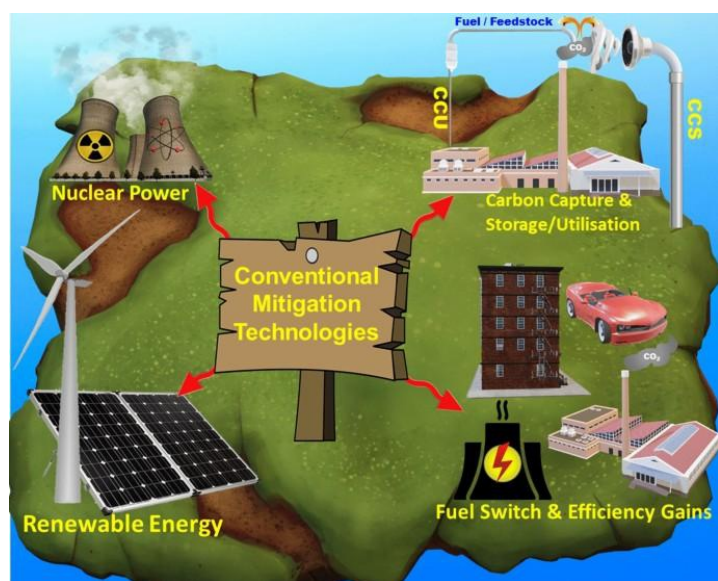 Fuel / Feedstock
CO2
CCU
CCS
Nuclear Power
Carbon Capture &
Storage/Utilisation
Conventional
Mitigation
Technologies
CO2
Renewable Energy
Fuel Switch & Efficiency Gains